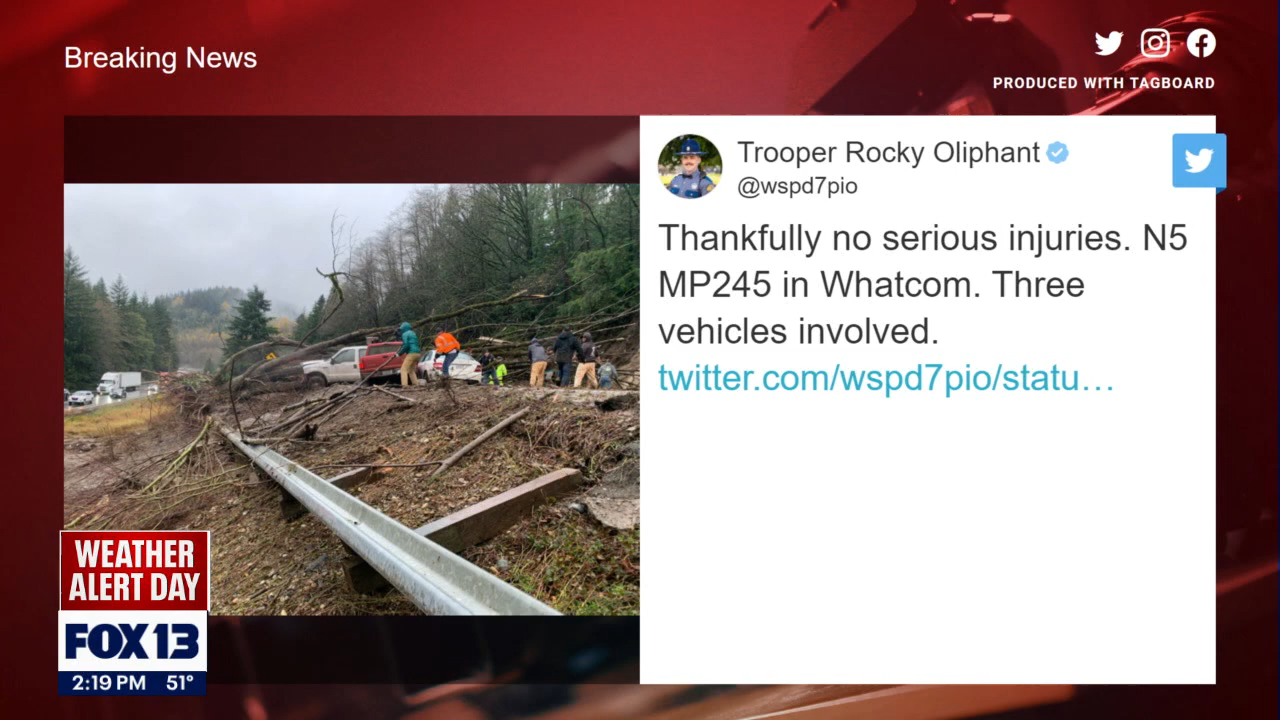 Breaking News
PRODUCED WITH TAGBOARD
Trooper Rocky Oliphant
@wspd7pio
Thankfully no serious injuries. N5
MP245 in Whatcom. Three
vehicles involved.
twitter.com/wspd7pio/statu…
WEATHER
ALERT DAY
FOX 13
2:19 PM 51°